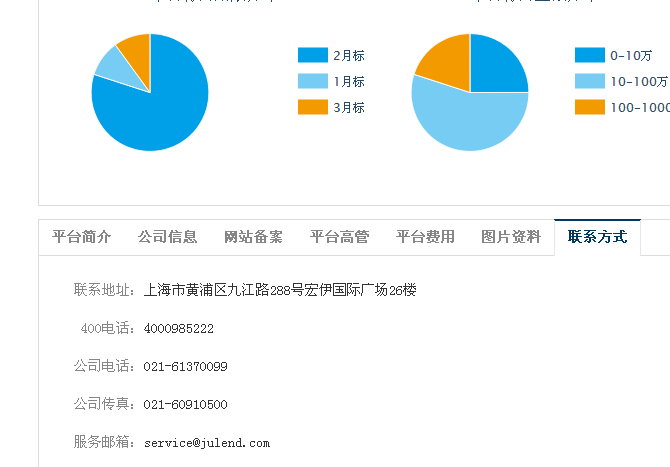 2月标
1月标
3月标
0-10万
10-100万
100-1000
平台简介 公司信息 网站备案 平台高管 平台费用 图片资料 联系方式
联系地址：上海市黄浦区九江路288号宏伊国际广场26楼
400电话：4000985222
公司电话：021-61370099
公司传真：021-60910500
服务邮箱：service@julend.com